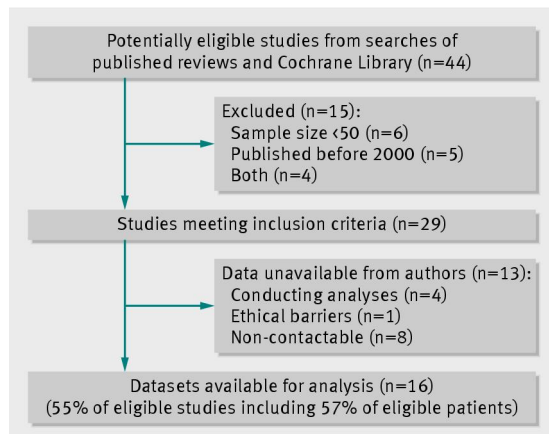 Potentially eligible studies from searches of
published reviews and Cochrane Library (n=44)
Excluded (n=15):
Sample size <50 (n=6)
Published before 2000 (n=5)
Both (n=4)
Studies meeting inclusion criteria (n=29)
Data unavailable from authors (n=13):
Conducting analyses (n=4)
Ethical barriers (n=1)
Non-contactable (n=8)
Datasets available for analysis (n=16)
(55% of eligible studies including 57% of eligible patients)